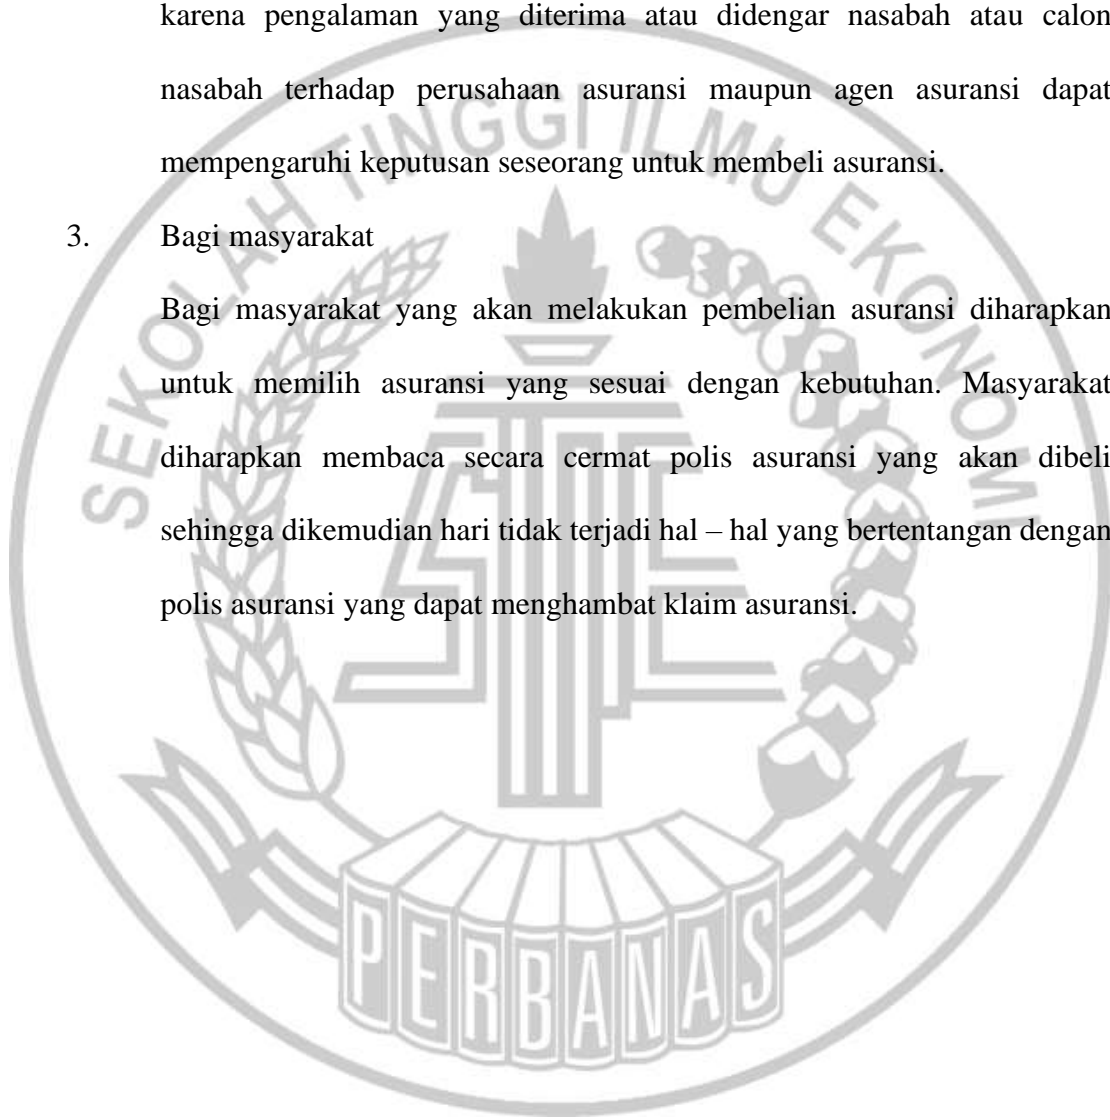 karena pengalaman yang diterima atau didengar nasabah atau calon
nasabah terhadap perusahaan asuransi maupun agen asuransi dapat
mempengaruhi keputusan seseorang untuk membeli asuransi.
3. Bagi masyarakat
Bagi masyarakat yang akan melakukan pembelian asuransi diharapkan
untuk memilih asuransi yang sesuai dengan kebutuhan. Masyarakat
diharapkan membaca secara cermat polis asuransi yang akan dibeli
sehingga dikemudian hari tidak terjadi hal – hal yang bertentangan dengan
polis asuransi yang dapat menghambat klaim asuransi.
SEKOLAH TINGGI ILMU EKONOMI
PERBANAS